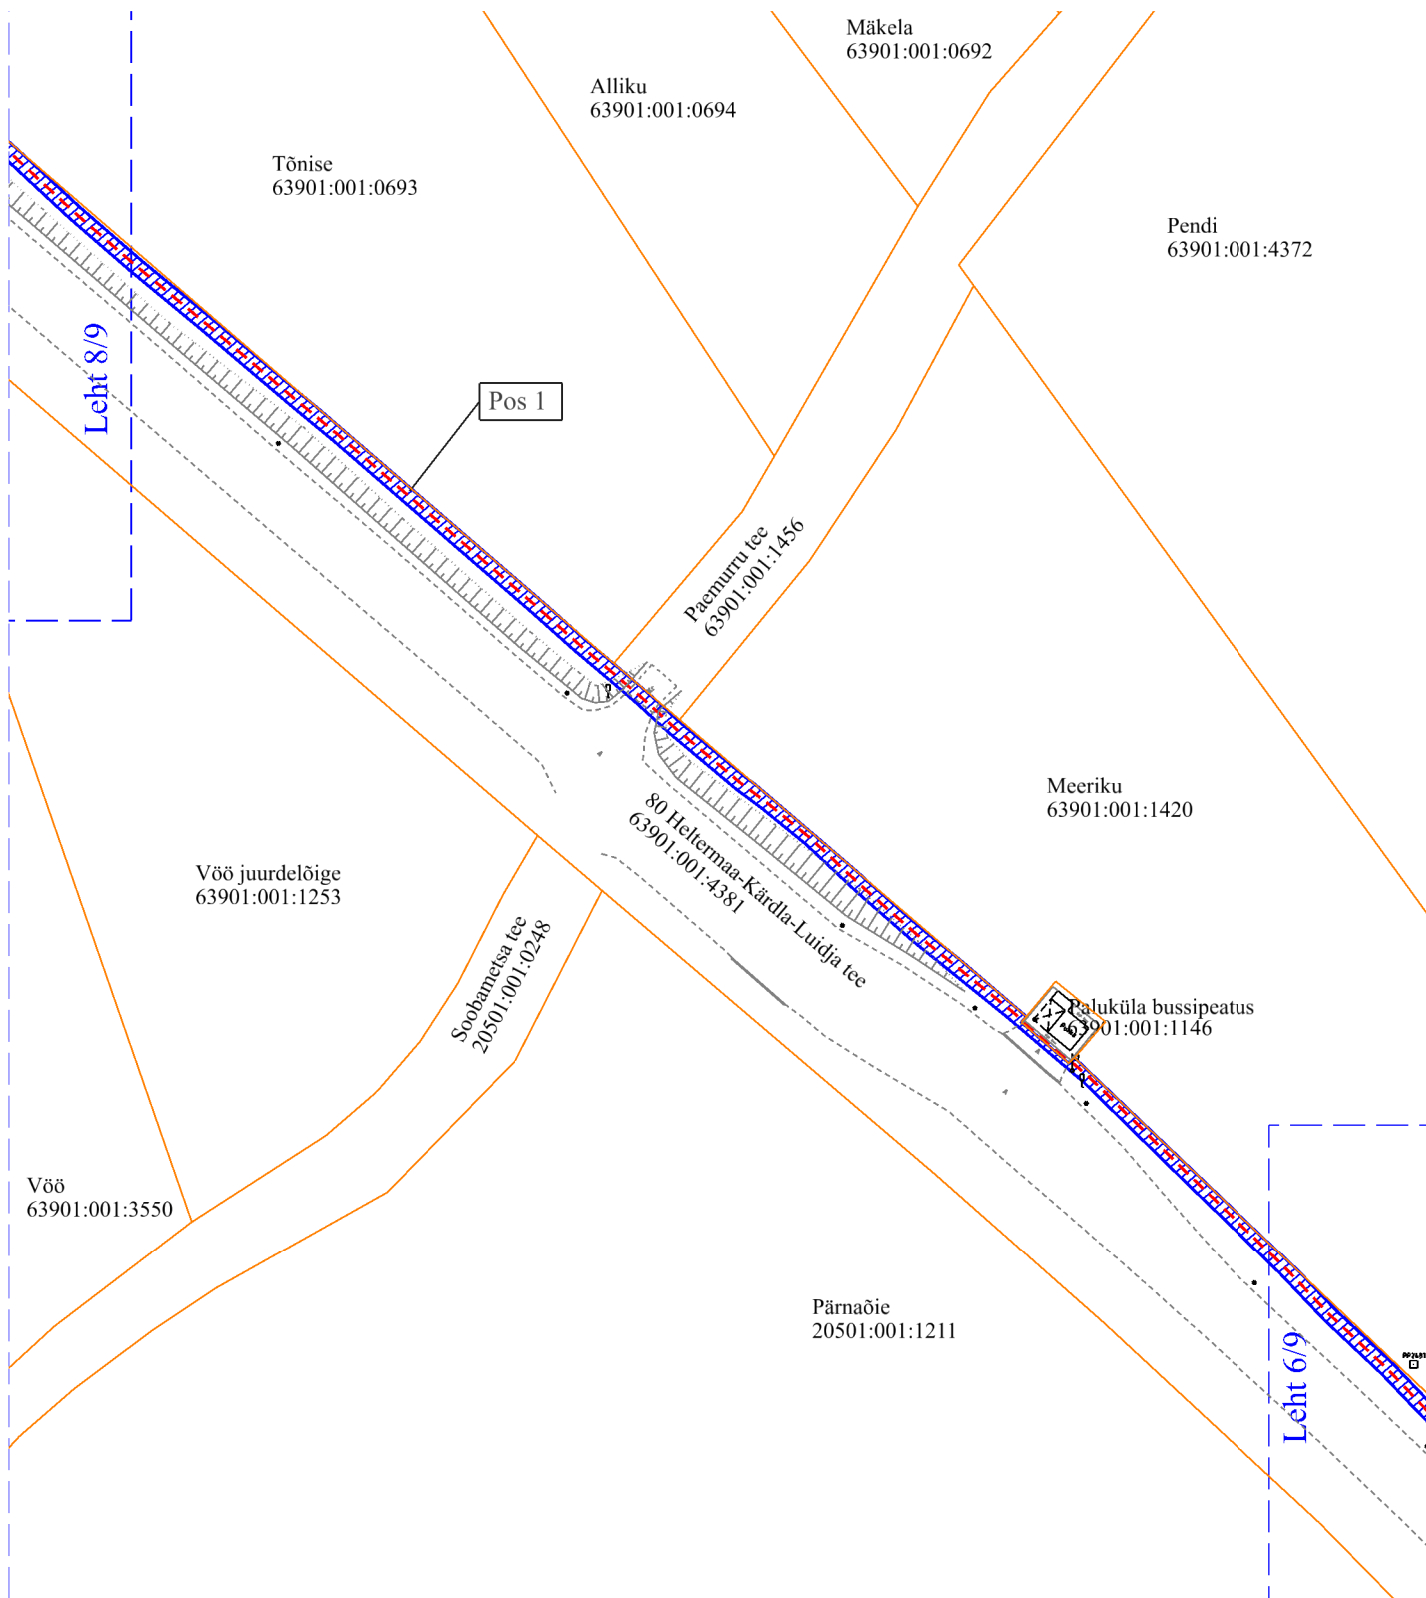 Mäkela
63901:001:0692
Alliku
63901:001:0694
Tõnise
63901:001:0693
Pendi
63901:001:4372
Leht 8/9
Pos 1
Paemurru tee
63901:001:1456
Meeriku
63901:001:1420
80 Heltermaa-Kärdla-Luidja tee
63901:001:4381
Vöö juurdelõige
63901:001:1253
Soobametsa tee
20501:001:0248
Paluküla bussipeatus
63901:001:1146
Vöö
63901:001:3550
Pärnaõie
20501:001:1211
Leht 6/9